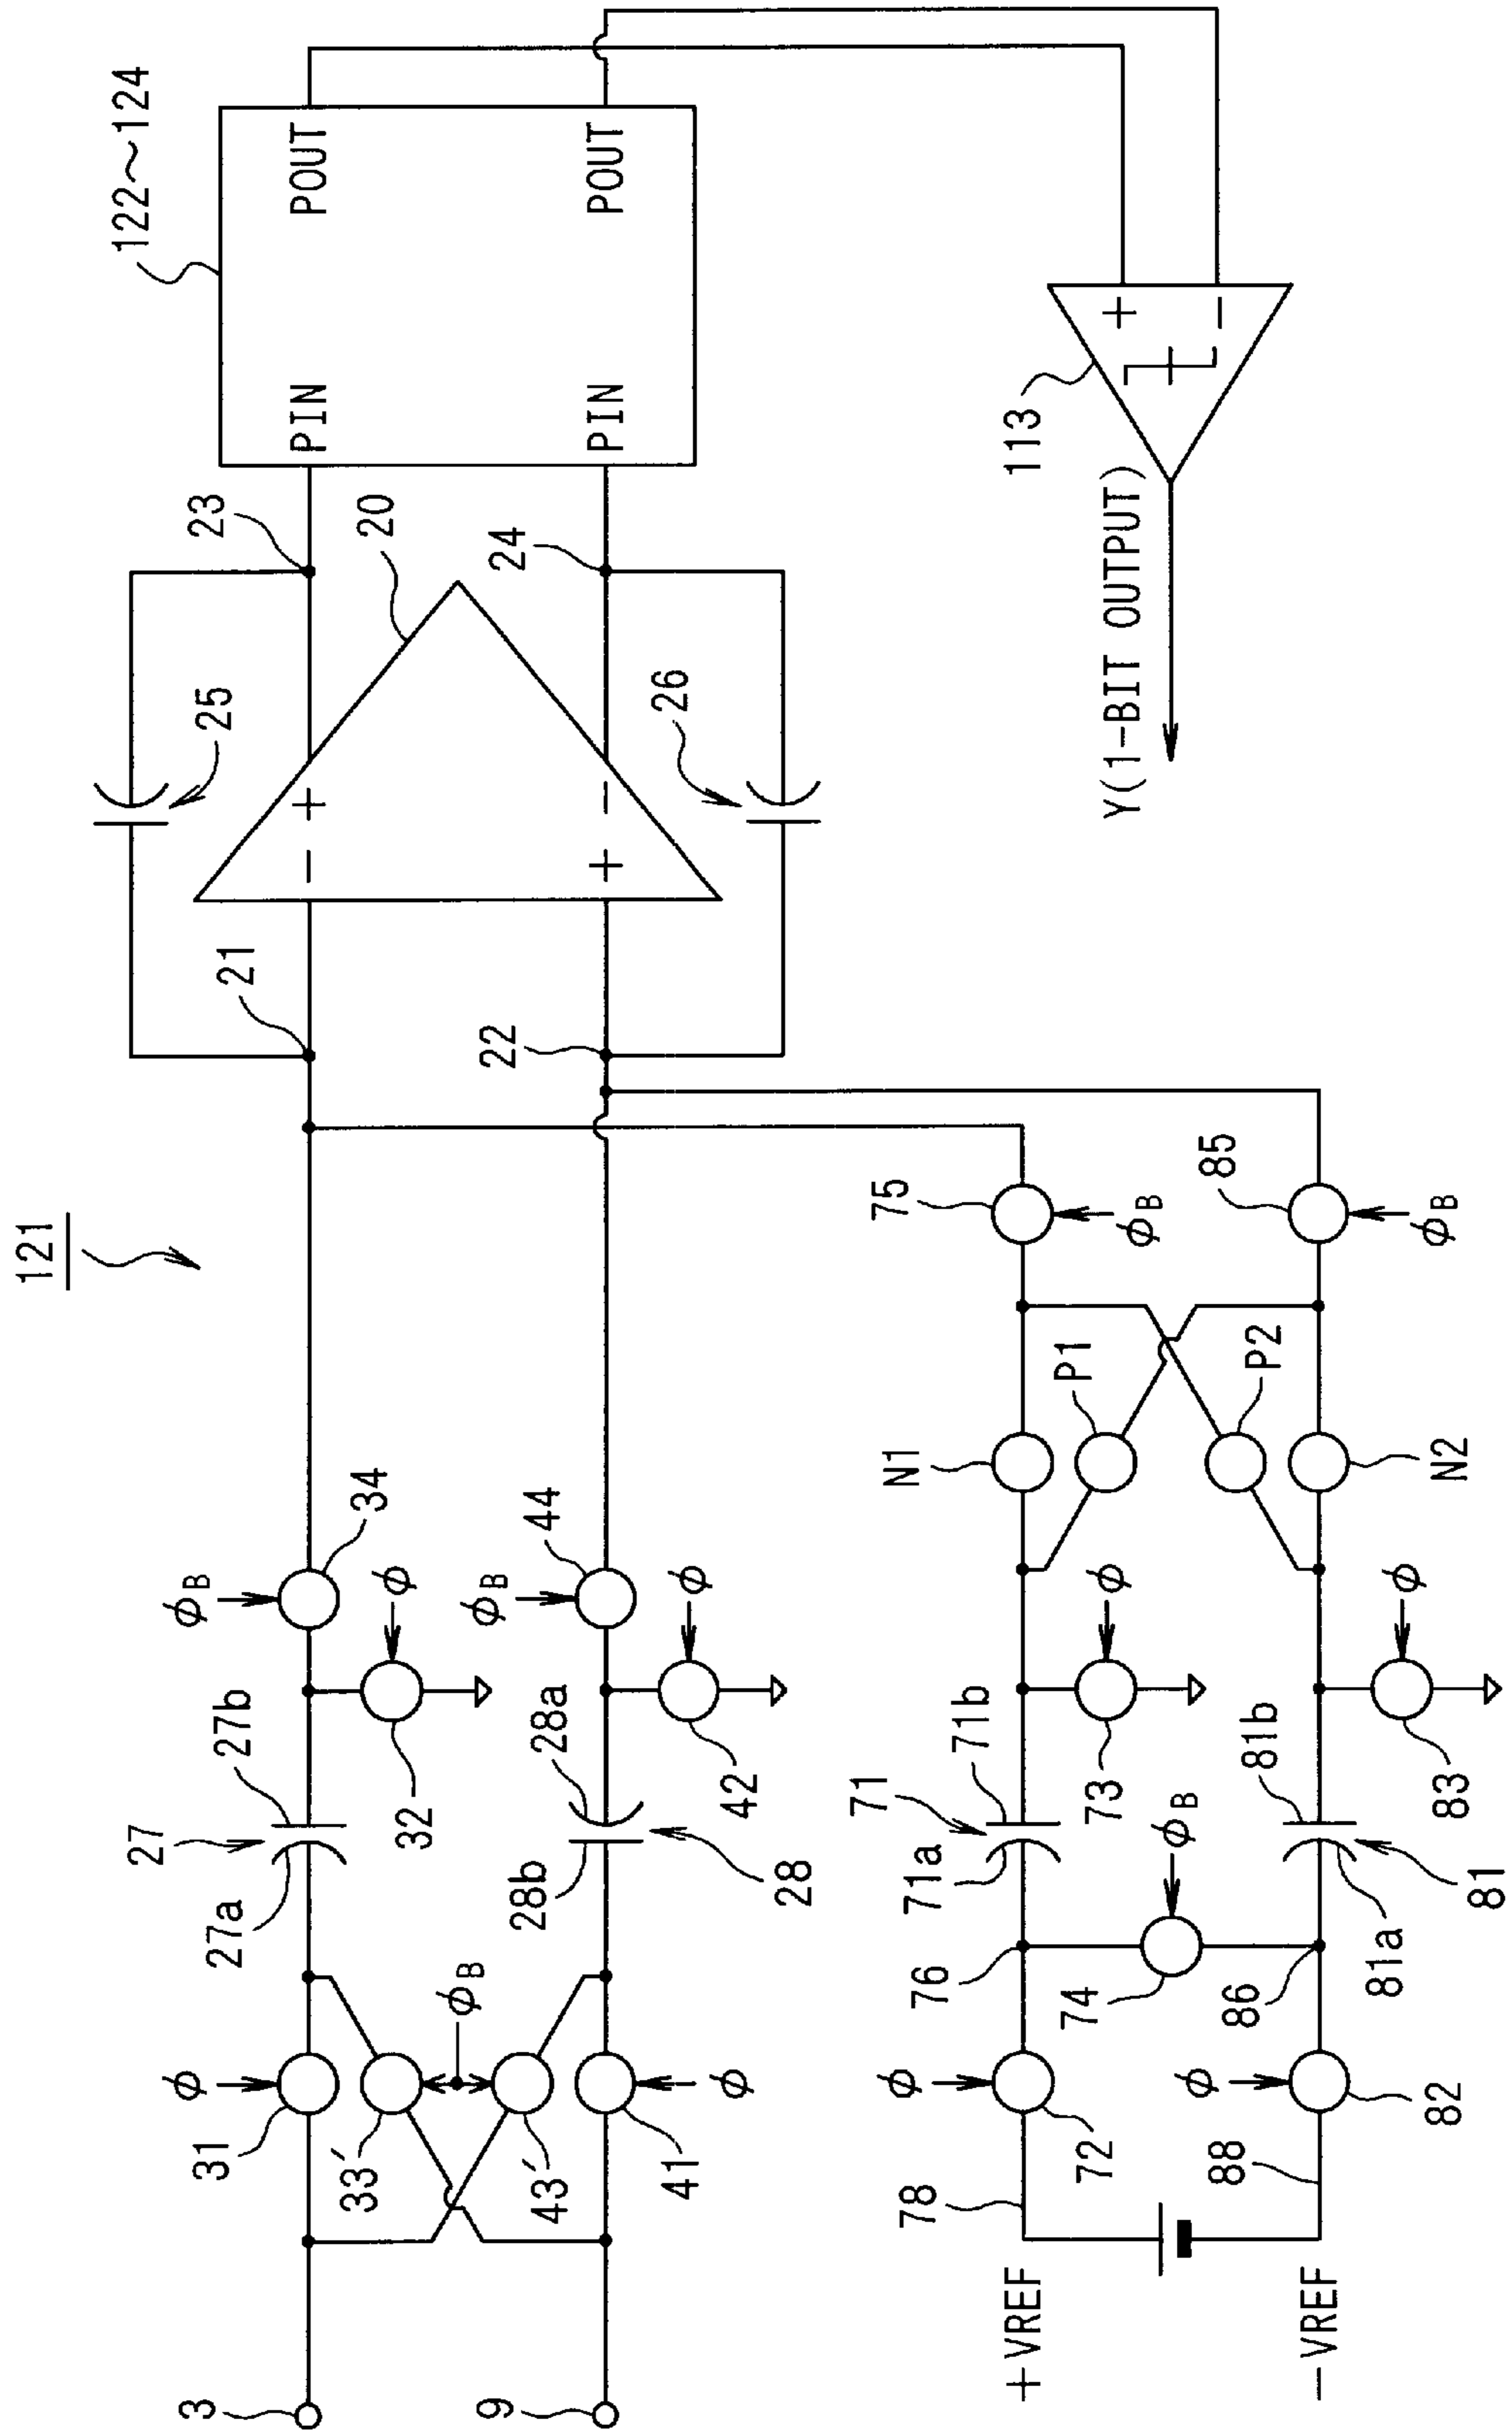 121
3
9
31
33′
43′
41
φ
φB
φ
27
27a
27b
28
28a
28b
32
φ
42
φ
φB
34
φB
44
21
22
25
26
20
23
24
122~124
PIN
PIN
POUT
POUT
+VREF
-VREF
78
88
φ
72
φ
82
76
74
φB
86
71
71a
71b
81
81a
81b
73
φ
83
φ
N1
P1
P2
N2
75
φB
85
φB
- +
+ -
+
-
113
Y(1-BIT OUTPUT)